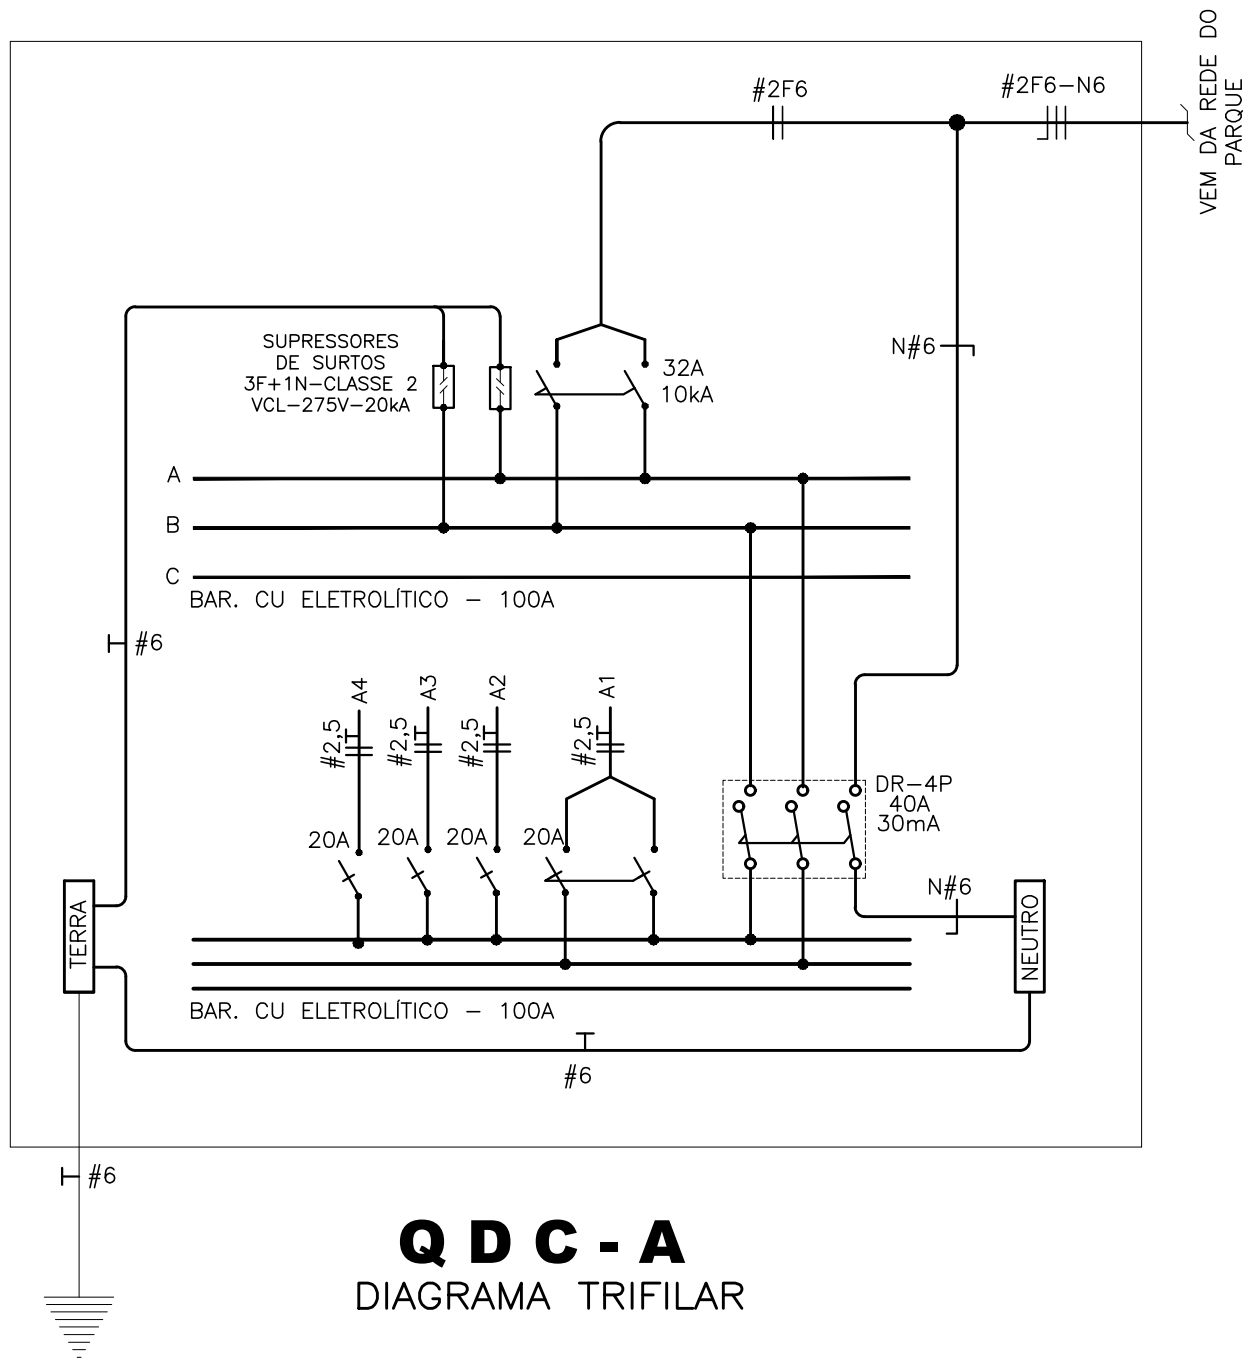 VEM DA REDE DO
PARQUE
#2F6
#2F6-N6
N#6
SUPRESSORES
DE SURTOS
3F+1N-CLASSE 2
VCL-275V-20kA
32A
10kA
A
B
C
BAR. CU ELETROLÍTICO - 100A
#6
A4
A3
A2
A1
#2,5
#2,5
#2,5
#2,5
20A
20A
20A
20A
DR-4P
40A
30mA
N#6
TERRA
NEUTRO
BAR. CU ELETROLÍTICO - 100A
#6
#6
QDC-A
DIAGRAMA TRIFILAR